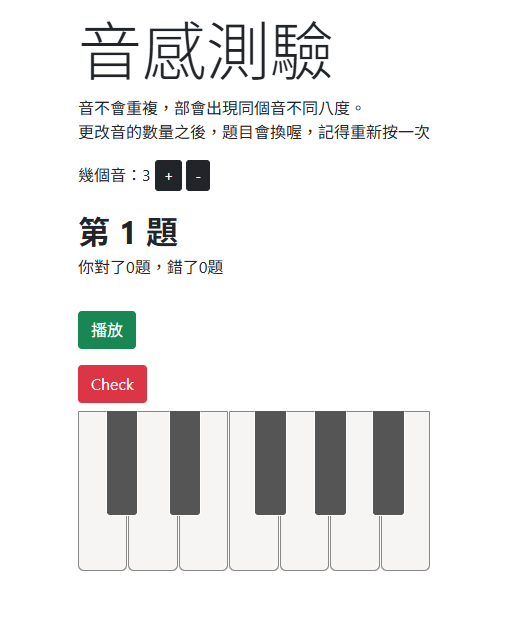 音感測驗
音不會重複，部會出現同個音不同八度。
更改音的數量之後，題目會換喔，記得重新按一次
幾個音：3 + -
第 1 題
你對了0題，錯了0題
播放
Check